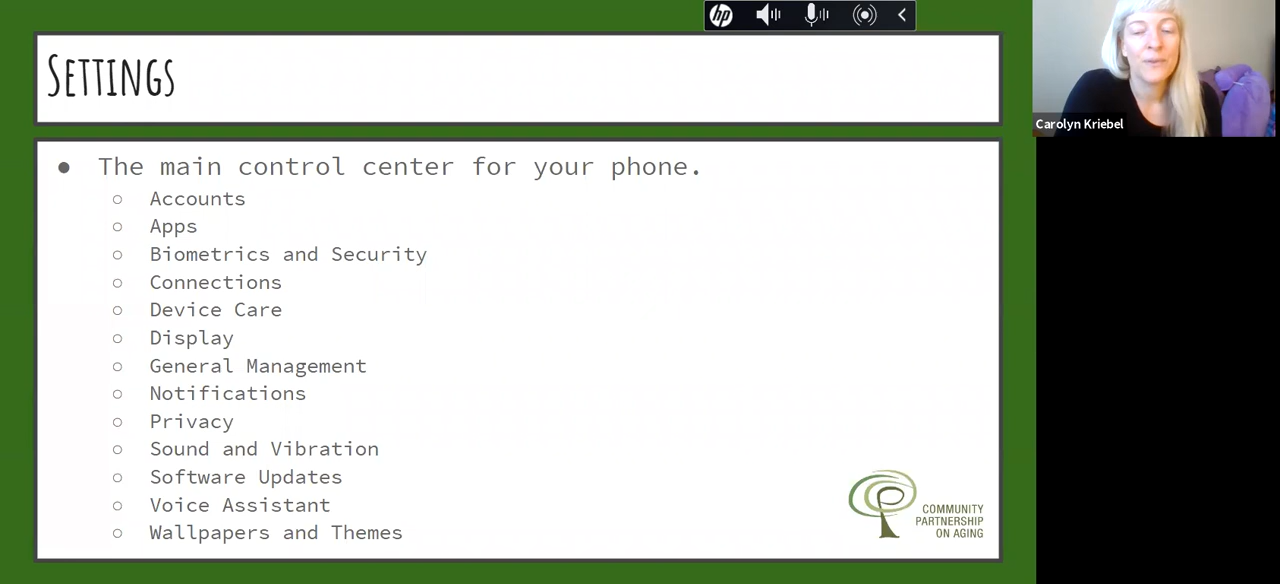 hp
SETTINGS
Carolyn Kriebel
● The main control center for your phone.
○ Accounts
○ Apps
○ Biometrics and Security
○ Connections
○ Device Care
○ Display
○ General Management
○ Notifications
○ Privacy
○ Sound and Vibration
○ Software Updates
○ Voice Assistant
○ Wallpapers and Themes
COMMUNITY
PARTNERSHIP
ON AGING